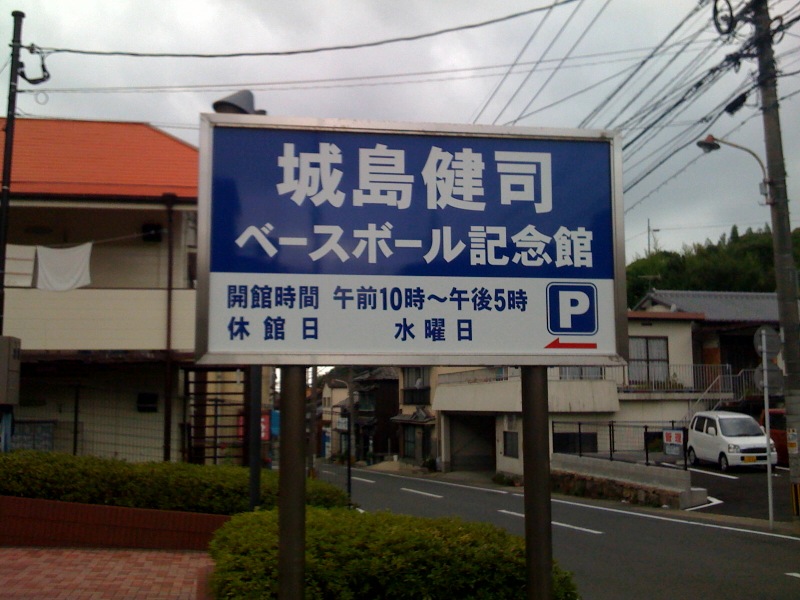 城島健司
ベースボール記念館
開館時間 午前10時～午後5時
休館日 水曜日
P